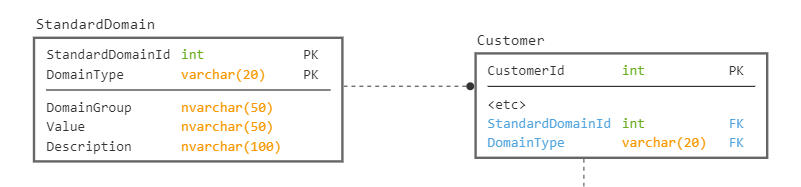 StandardDomain
StandardDomainId int PK
DomainType varchar(20) PK
DomainGroup nvarchar(50)
Value nvarchar(50)
Description nvarchar(100)
Customer
CustomerId int PK
<etc>
StandardDomainId int FK
DomainType varchar(20) FK